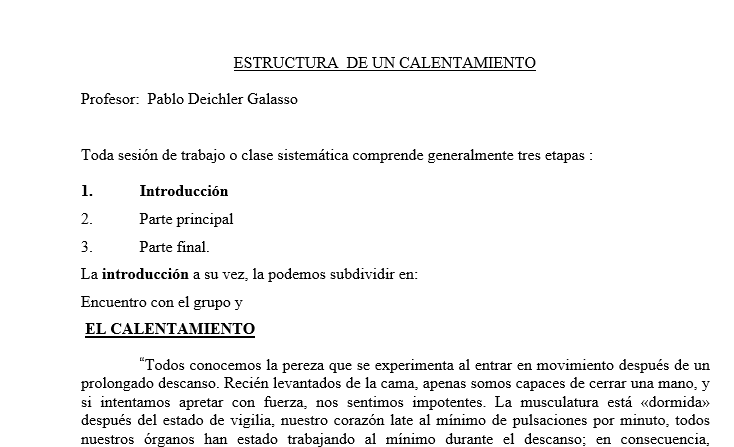 ESTRUCTURA  DE UN CALENTAMIENTO
Profesor:  Pablo Deichler Galasso
Toda sesión de trabajo o clase sistemática comprende generalmente tres etapas :
1. Introducción
2. Parte principal
3. Parte final.
La introducción a su vez, la podemos subdividir en:
Encuentro con el grupo y
EL CALENTAMIENTO
“Todos conocemos la pereza que se experimenta al entrar en movimiento después de un
prolongado descanso. Recién levantados de la cama, apenas somos capaces de cerrar una mano, y
si intentamos apretar con fuerza, nos sentimos impotentes. La musculatura está «dormida»
después del estado de vigilia, nuestro corazón late al mínimo de pulsaciones por minuto, todos
nuestros órganos han estado trabajando al mínimo durante el descanso; en consecuencia,